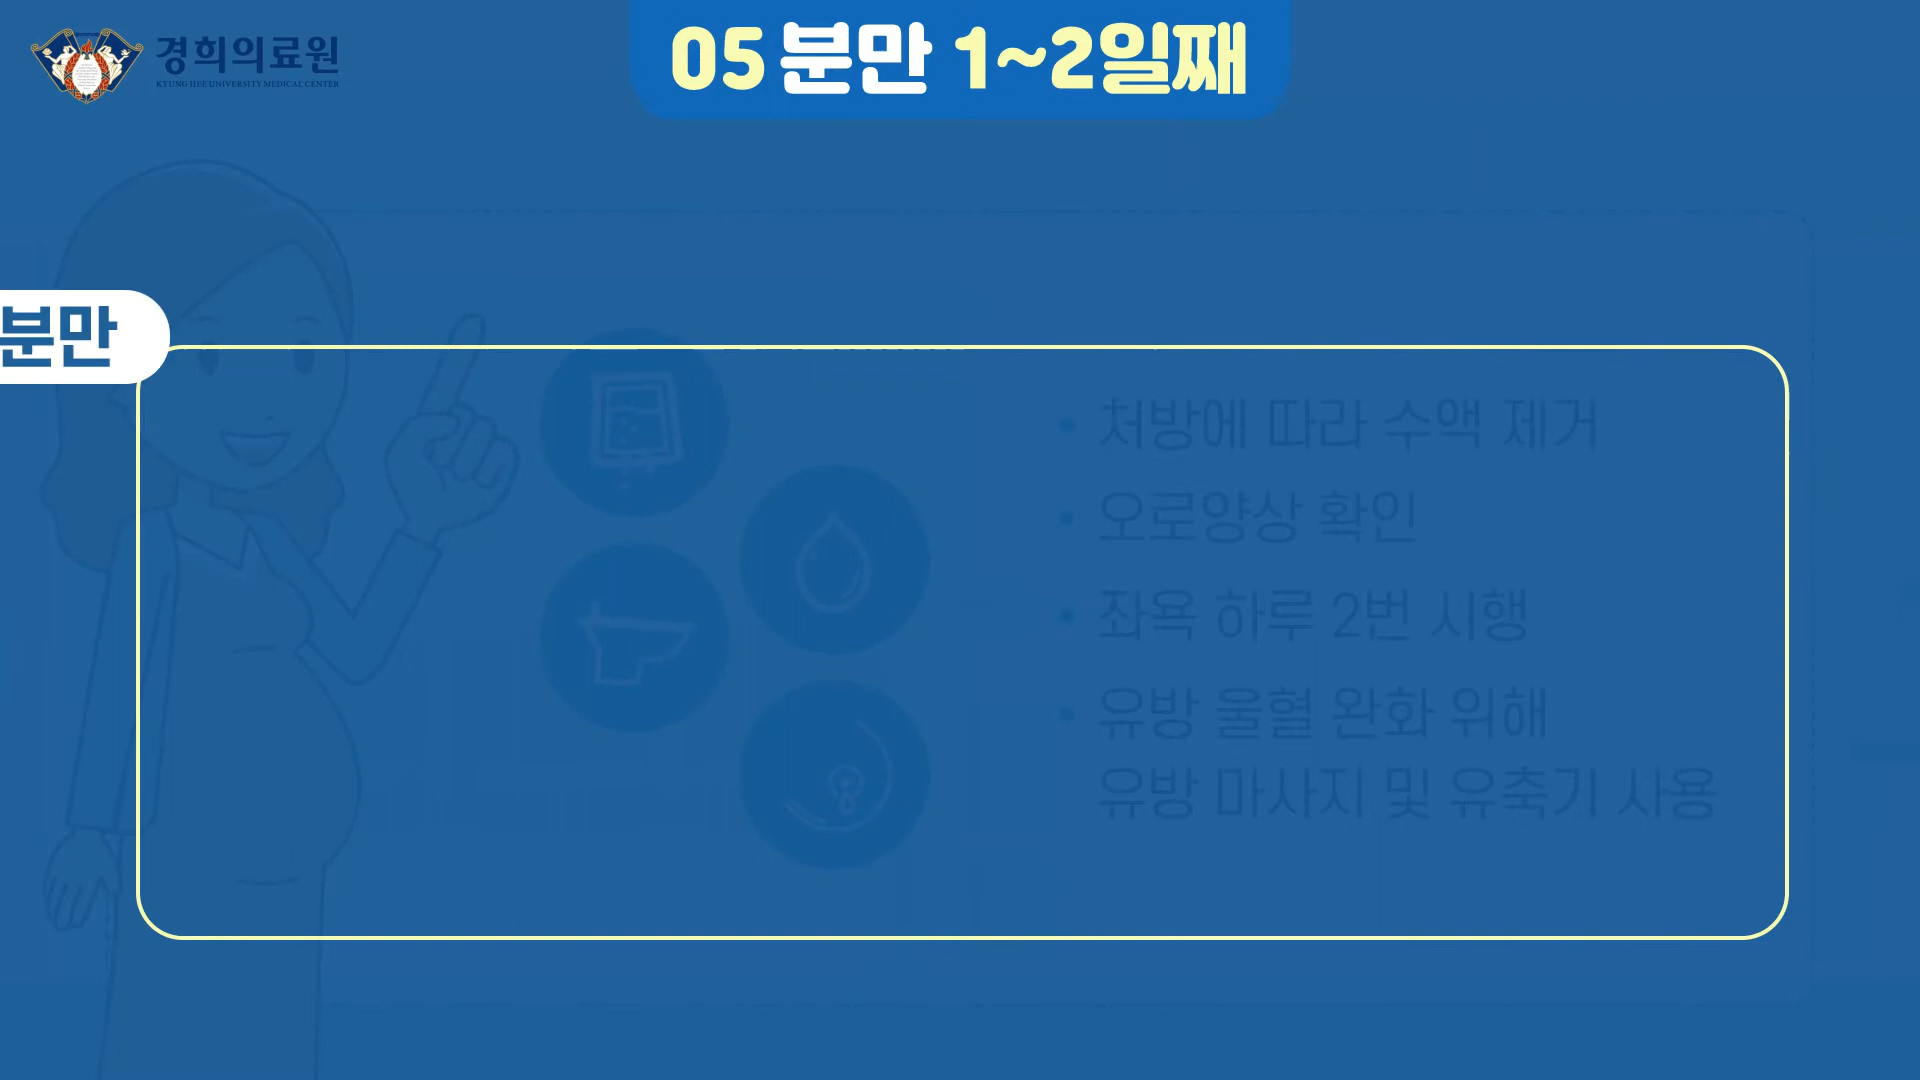 경희의료원
KYUNG HEE UNIVERSITY MEDICAL CENTER
05 분만 1~2일째
분만
• 처방에 따라 수액 제거
• 오로양상 확인
• 좌욕 하루 2번 시행
• 유방 울혈 완화 위해
유방 마사지 및 유축기 사용